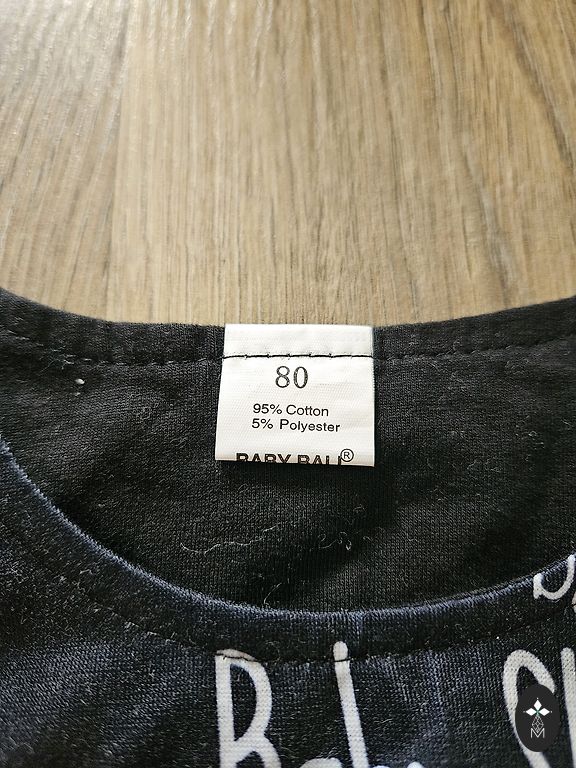 80
95% Cotton
5% Polyester
BABY BALL®